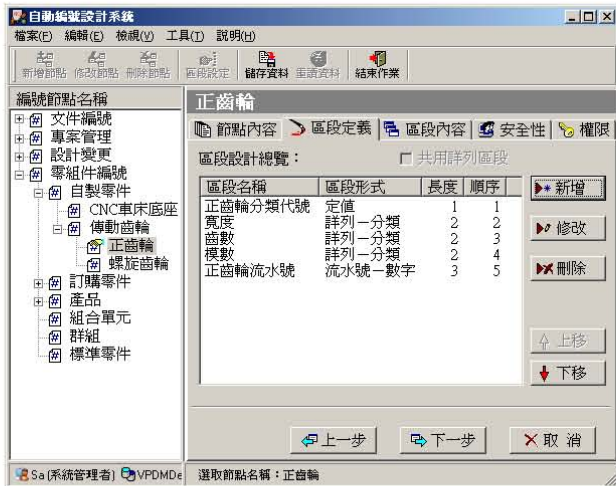 自動編號設計系統
檔案(F) 編輯(E) 檢視(V) 工具(T) 說明(H)
新增節點 修改節點 刪除節點 區段設定 儲存資料 重讀資料 結束作業
編號節點名稱
文件編號
專案管理
設計變更
零組件編號
自製零件
CNC車床底座
傳動齒輪
正齒輪
螺旋齒輪
訂購零件
產品
組合單元
群組
標準零件
正齒輪
節點內容 區段定義 區段內容 安全性 權限
區段設計總覽： 共用詳列區段
區段名稱 區段形式 長度 順序
正齒輪分類代號 定值 1 1
寬度 詳列－分類 2 2
齒數 詳列－分類 2 3
模數 詳列－分類 2 4
正齒輪流水號 流水號－數字 3 5
新增
修改
刪除
上移
下移
上一步 下一步 取 消
Sa (系統管理者) VPDMDe 選取節點名稱：正齒輪